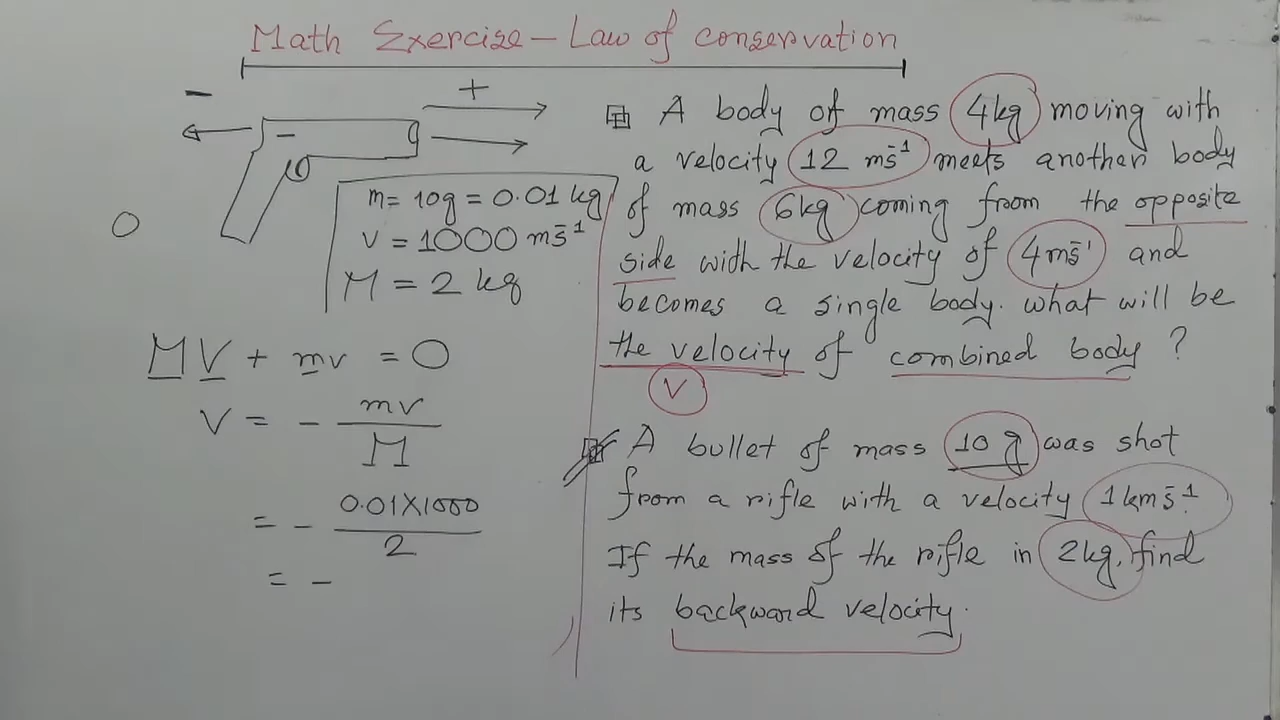 Math Exercise – Law of conservation
−
+
−
m = 10g = 0.01 kg
v = 1000 ms⁻¹
M = 2 kg
0
MV + mv = 0
V = − mv / M
= − 0.01×1000 / 2
= −
A body of mass 4kg moving with
a velocity 12 ms⁻¹ meets another body
of mass 6kg coming from the opposite
side with the velocity of 4ms⁻¹ and
becomes a single body. what will be
the velocity of combined body ?
V
A bullet of mass 10 g was shot
from a rifle with a velocity 1kms⁻¹.
If the mass of the rifle in 2kg, find
its backward velocity.